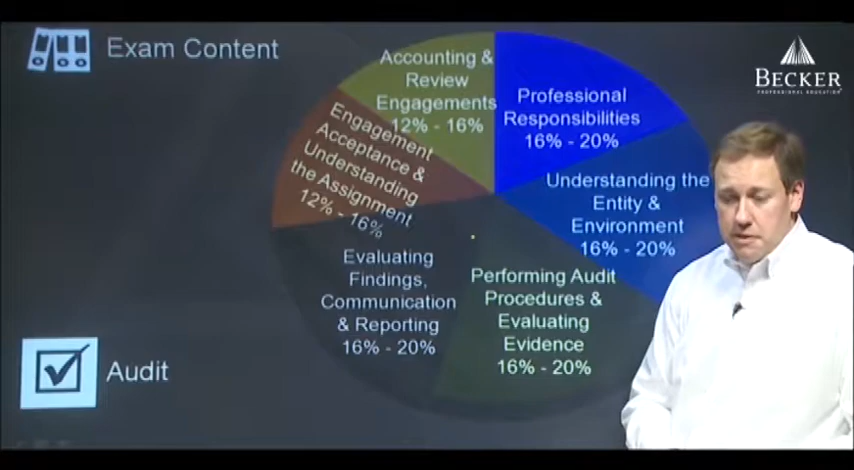 Exam Content
BECKER
PROFESSIONAL EDUCATION
Accounting &
Review
Engagements
12% - 16%
Professional
Responsibilities
16% - 20%
Engagement
Acceptance &
Understanding
the Assignment
12% - 16%
Understanding the
Entity &
Environment
16% - 20%
Evaluating
Findings,
Communication
& Reporting
16% - 20%
Performing Audit
Procedures &
Evaluating
Evidence
16% - 20%
Audit